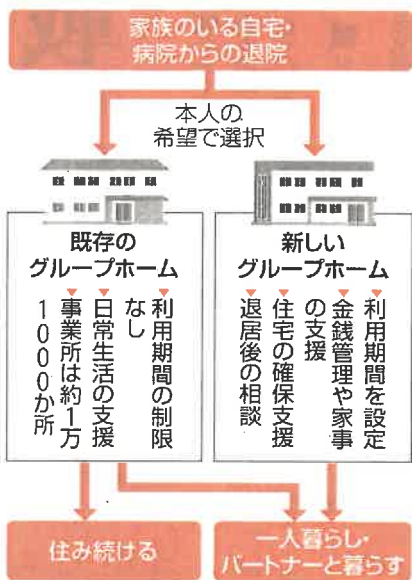 家族のいる自宅・
病院からの退院
本人の
希望で選択
既存の
グループホーム
▼利用期間の制限
なし
▼日常生活の支援
▼事業所は約1万
1000か所
新しい
グループホーム
▼利用期間を設定
▼金銭管理や家事
の支援
▼住宅の確保支援
▼退居後の相談
住み続ける
一人暮らし・
パートナーと暮らす